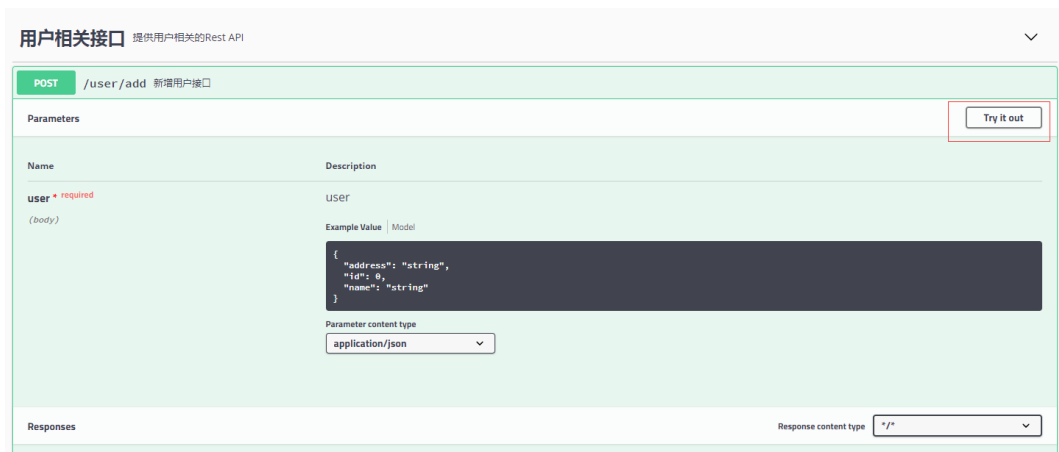 用户相关接口 提供用户相关的Rest API
POST /user/add 新增用户接口
Parameters
Try it out
Name Description
user * required user
(body)
Example Value Model
{
"address": "string",
"id": 0,
"name": "string"
}
Parameter content type
application/json
Responses Response content type */*